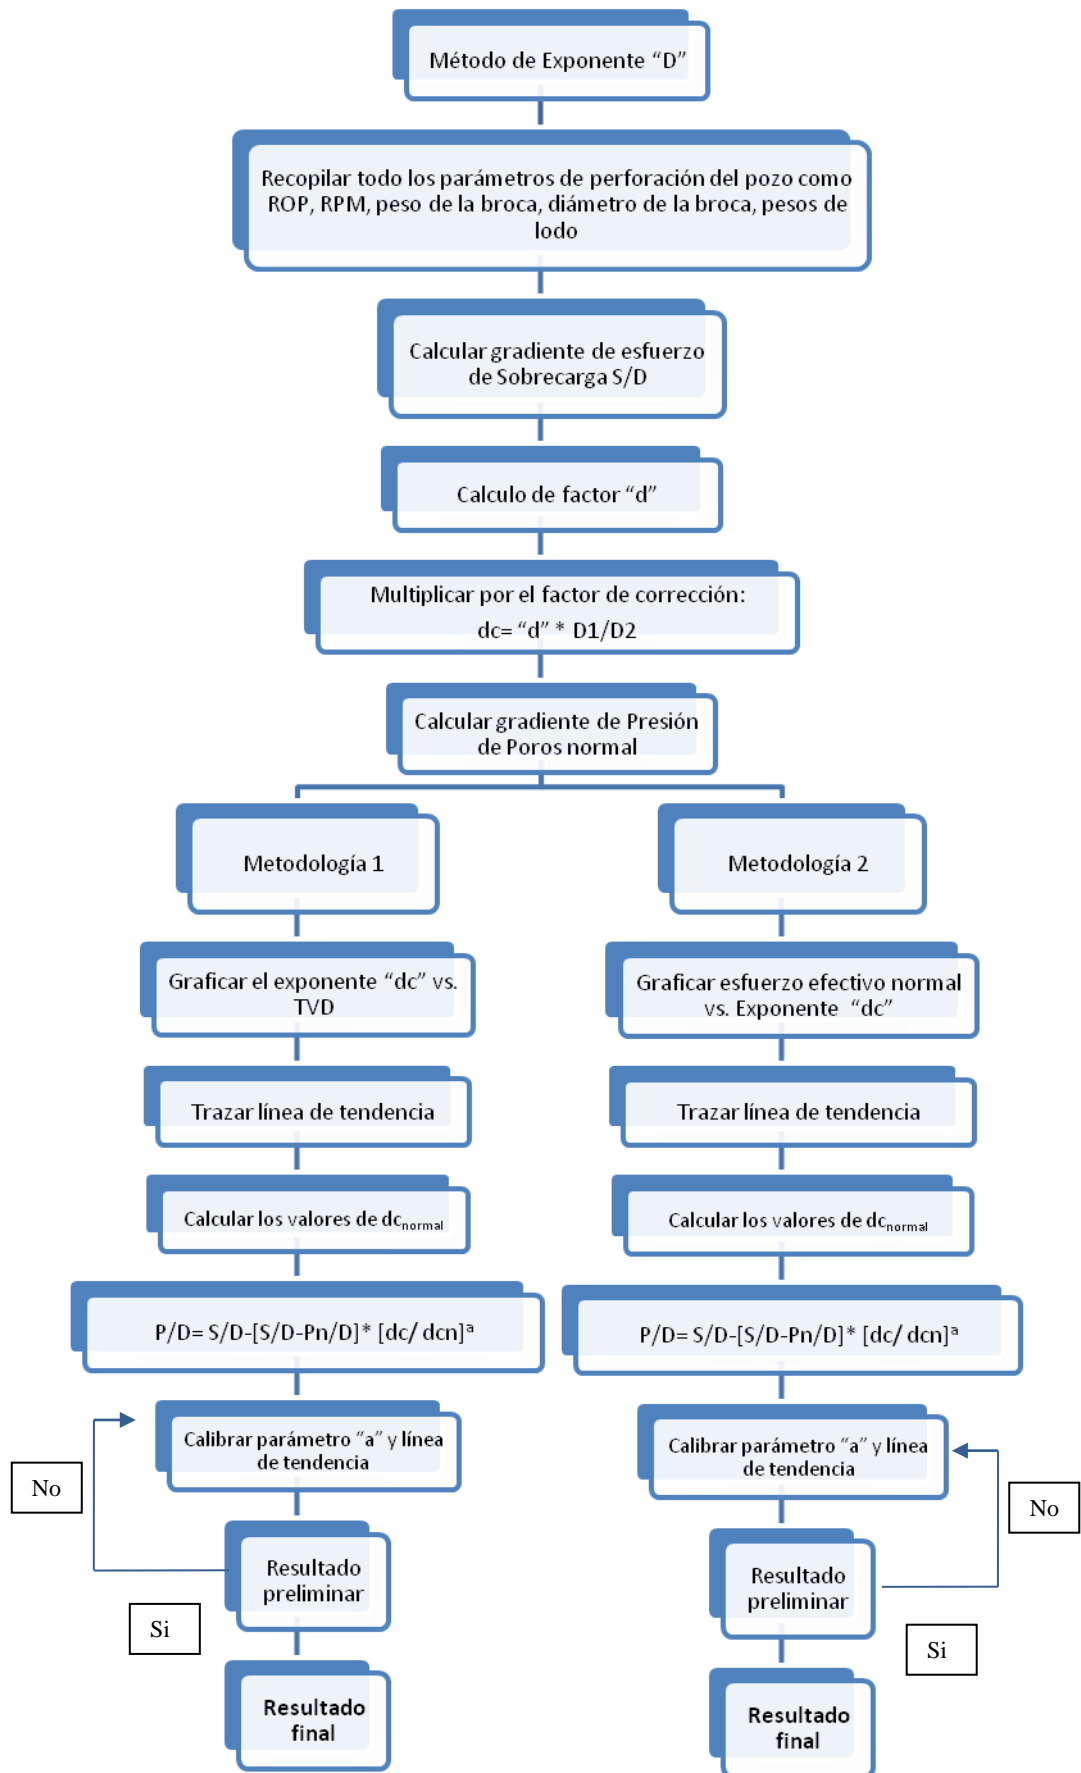 Método de Exponente “D”
Recopilar todo los parámetros de perforación del pozo como
ROP, RPM, peso de la broca, diámetro de la broca, pesos de
lodo
Calcular gradiente de esfuerzo
de Sobrecarga S/D
Calculo de factor “d”
Multiplicar por el factor de corrección:
dc= “d” * D1/D2
Calcular gradiente de Presión
de Poros normal
Metodología 1
Graficar el exponente “dc” vs.
TVD
Trazar línea de tendencia
Calcular los valores de dcnormal
P/D= S/D-[S/D-Pn/D]* [dc/ dcn]ᵃ
Calibrar parámetro “a” y línea
de tendencia
No
Resultado
preliminar
Si
Resultado
final
Metodología 2
Graficar esfuerzo efectivo normal
vs. Exponente “dc”
Trazar línea de tendencia
Calcular los valores de dcnormal
P/D= S/D-[S/D-Pn/D]* [dc/ dcn]ᵃ
Calibrar parámetro “a” y línea
de tendencia
No
Resultado
preliminar
Si
Resultado
final